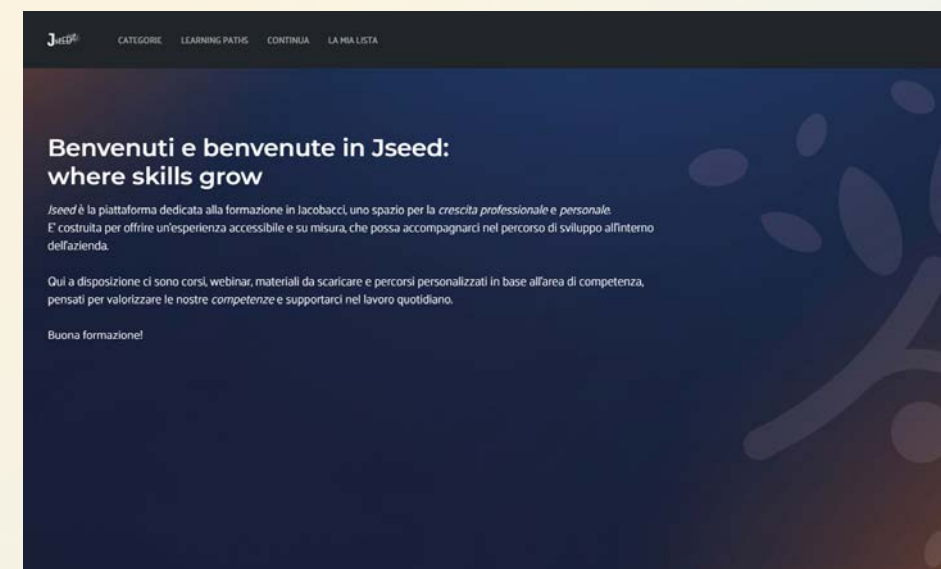 JSEED
CATEGORIE LEARNING PATHS CONTINUA LA MIA LISTA
Benvenuti e benvenute in Jseed:
where skills grow
Jseed è la piattaforma dedicata alla formazione in Jacobacci, uno spazio per la crescita professionale e personale.
E' costruita per offrire un'esperienza accessibile e su misura, che possa accompagnarci nel percorso di sviluppo all'interno
dell'azienda.
Qui a disposizione ci sono corsi, webinar, materiali da scaricare e percorsi personalizzati in base all'area di competenza,
pensati per valorizzare le nostre competenze e supportarci nel lavoro quotidiano.
Buona formazione!